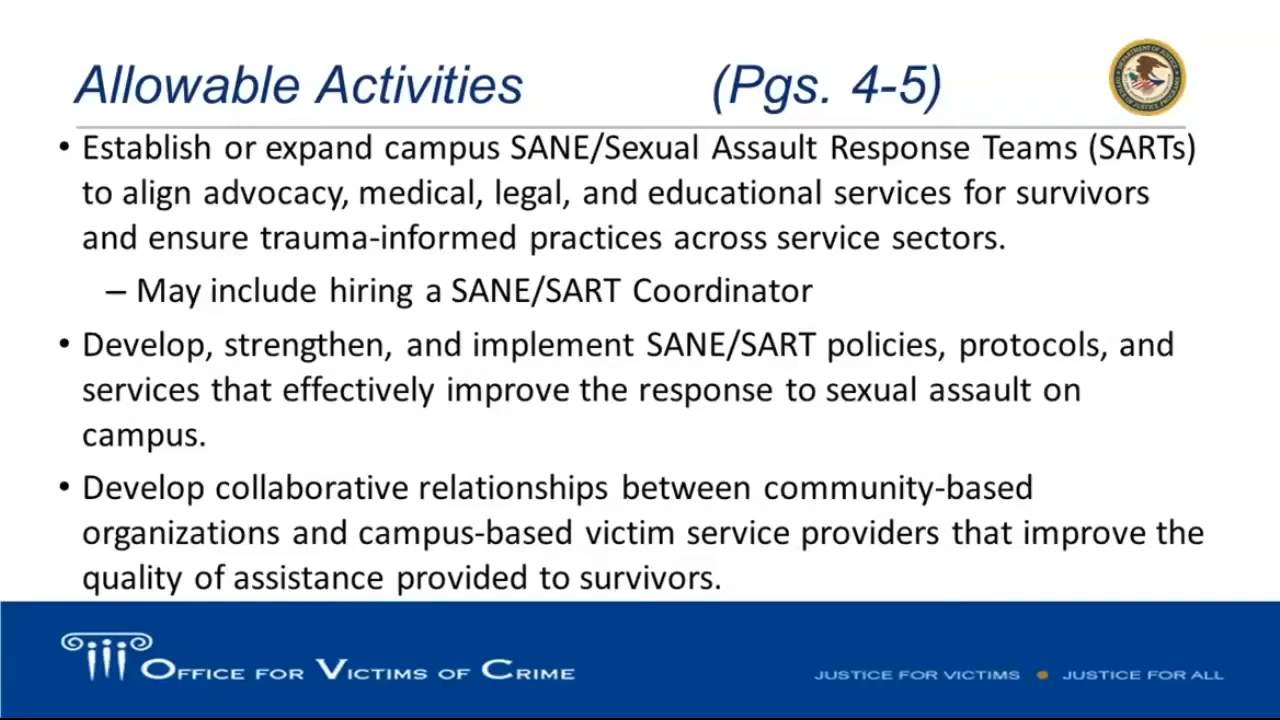 Allowable Activities (Pgs. 4-5)
• Establish or expand campus SANE/Sexual Assault Response Teams (SARTs)
to align advocacy, medical, legal, and educational services for survivors
and ensure trauma-informed practices across service sectors.
– May include hiring a SANE/SART Coordinator
• Develop, strengthen, and implement SANE/SART policies, protocols, and
services that effectively improve the response to sexual assault on
campus.
• Develop collaborative relationships between community-based
organizations and campus-based victim service providers that improve the
quality of assistance provided to survivors.
OFFICE FOR VICTIMS OF CRIME
JUSTICE FOR VICTIMS • JUSTICE FOR ALL